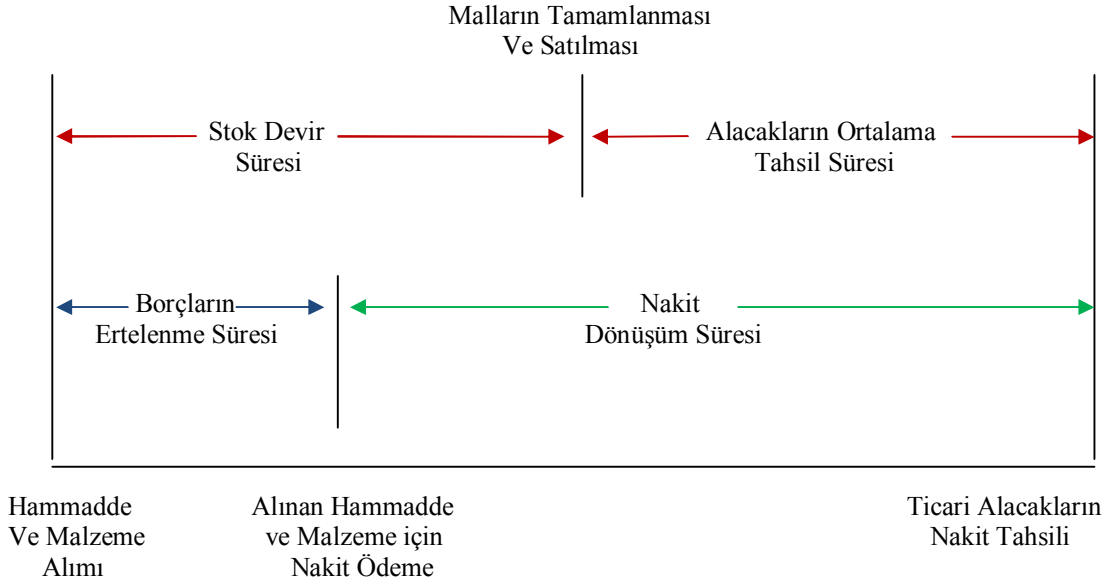 Malların Tamamlanması
Ve Satılması
Stok Devir
Süresi
Alacakların Ortalama
Tahsil Süresi
Borçların
Ertelenme Süresi
Nakit
Dönüşüm Süresi
Hammadde
Ve Malzeme
Alımı
Alınan Hammadde
ve Malzeme için
Nakit Ödeme
Ticari Alacakların
Nakit Tahsili